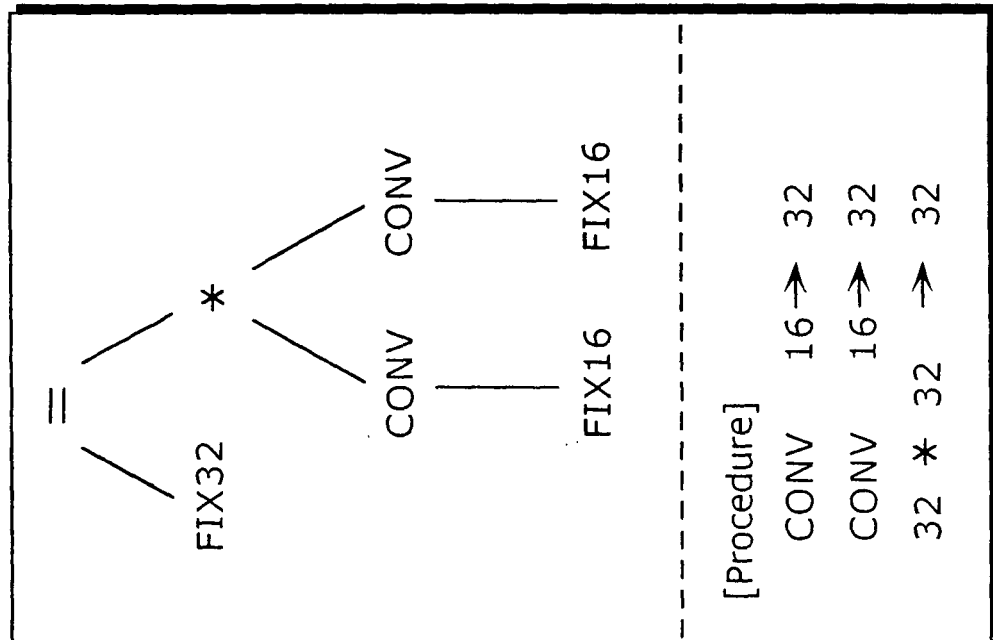 =
FIX32 *
CONV CONV
FIX16 FIX16
[Procedure]
CONV 16→32
CONV 16→32
32 * 32 → 32